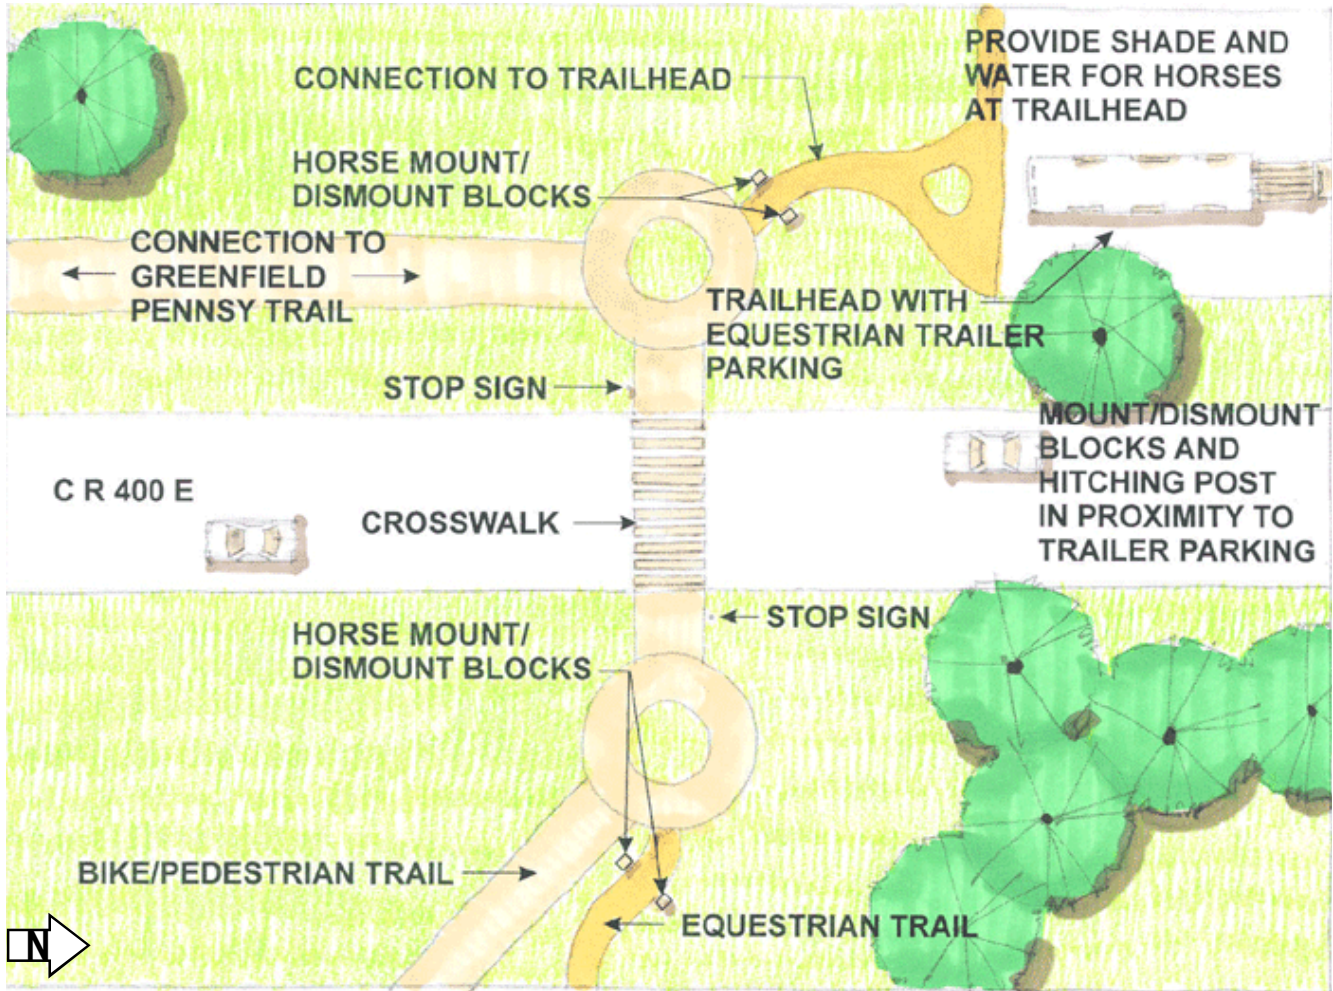 PROVIDE SHADE AND
WATER FOR HORSES
AT TRAILHEAD
CONNECTION TO TRAILHEAD
HORSE MOUNT/
DISMOUNT BLOCKS
CONNECTION TO
GREENFIELD
PENNSY TRAIL
TRAILHEAD WITH
EQUESTRIAN TRAILER
PARKING
STOP SIGN
MOUNT/DISMOUNT
BLOCKS AND
HITCHING POST
IN PROXIMITY TO
TRAILER PARKING
C R 400 E
CROSSWALK
STOP SIGN
HORSE MOUNT/
DISMOUNT BLOCKS
BIKE/PEDESTRIAN TRAIL
EQUESTRIAN TRAIL
N